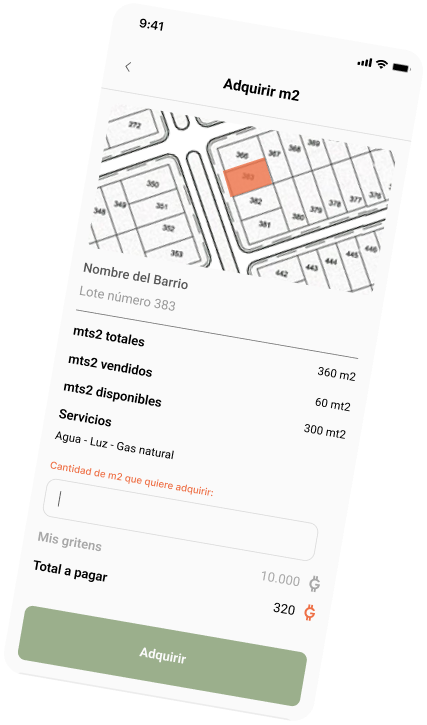 9:41
Adquirir m2
272
366
367
368
369
383
350
382
349
351
348
381
380
379
378
377
376
352
353
442
443
444
445
446
Nombre del Barrio
Lote número 383
mts2 totales 360 m2
mts2 vendidos 60 mt2
mts2 disponibles 300 mt2
Servicios
Agua - Luz - Gas natural
Cantidad de m2 que quiere adquirir:
Mis gritens 10.000
Total a pagar 320
Adquirir